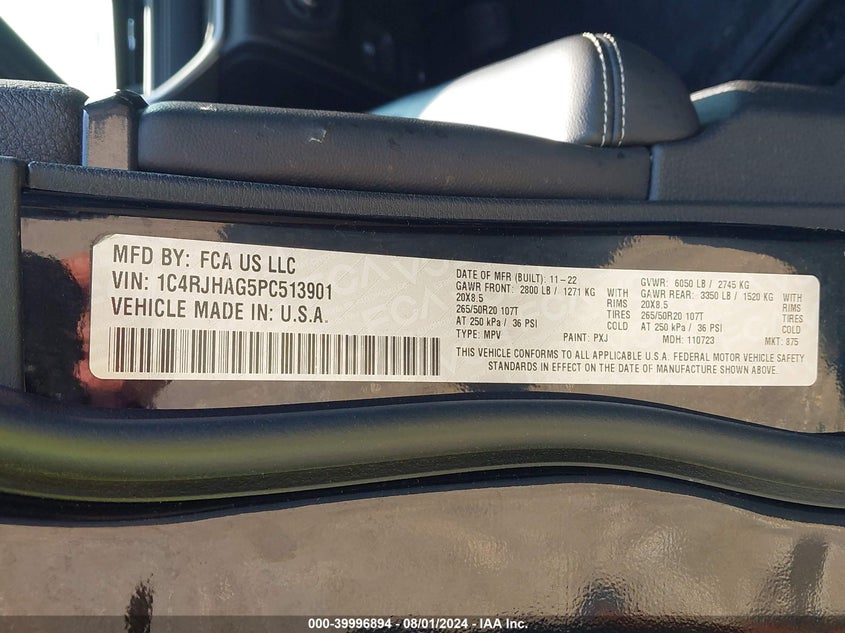 MFD BY: FCA US LLC
VIN: 1C4RJHAG5PC513901
VEHICLE MADE IN: U.S.A.
DATE OF MFR (BUILT): 11-22 GVWR: 6050 LB / 2745 KG
GAWR FRONT: 2800 LB / 1271 KG WITH GAWR REAR: 3350 LB / 1520 KG WITH
20X8.5 RIMS 20X8.5 RIMS
265/50R20 107T TIRES 265/50R20 107T TIRES
AT 250 kPa / 36 PSI COLD AT 250 kPa / 36 PSI COLD
TYPE: MPV PAINT: PXJ MDH: 110723 MKT: 875
THIS VEHICLE CONFORMS TO ALL APPLICABLE U.S.A. FEDERAL MOTOR VEHICLE SAFETY
STANDARDS IN EFFECT ON THE DATE OF MANUFACTURE SHOWN ABOVE.
000-39996894 - 08/01/2024 - IAA Inc.